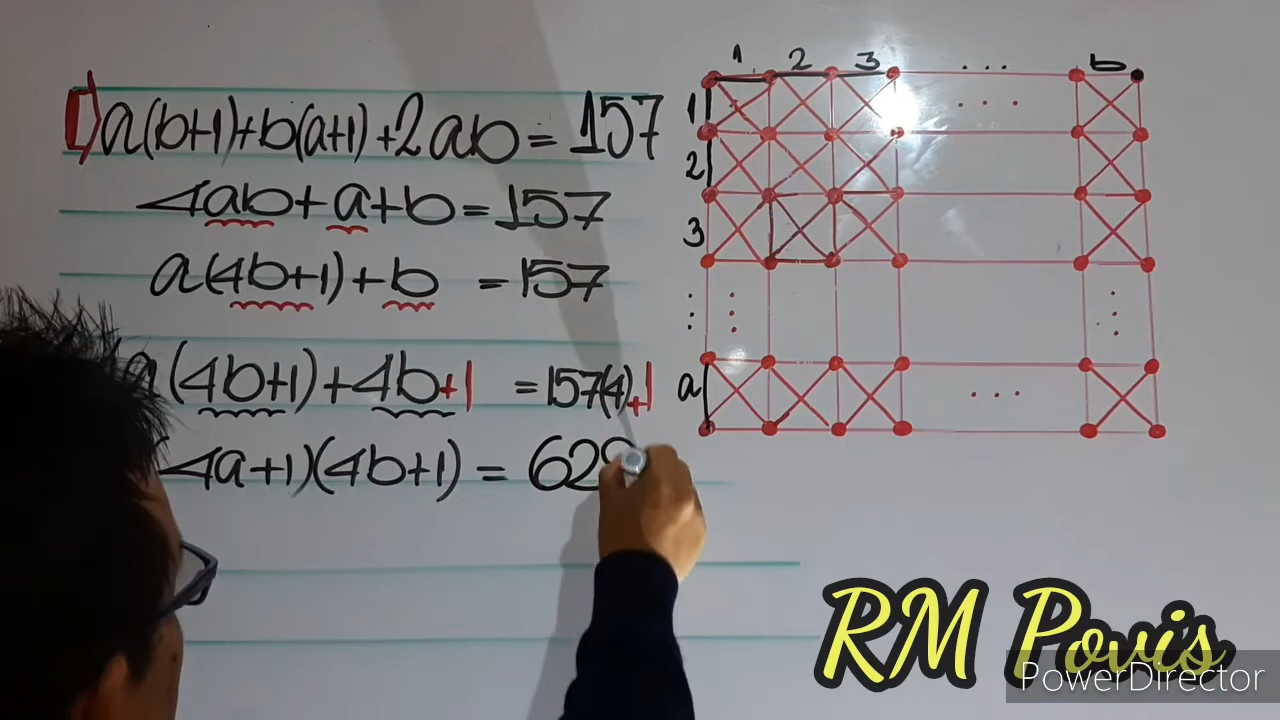 1) a(b+1)+b(a+1)+2ab=157
4ab+a+b=157
a(4b+1)+b =157
a(4b+1)+4b+1 =157(4)+1
4a+1)(4b+1) = 62
1 2 3 ... b
1 ...
2
3
⋮ ⋮ ⋮
a ...
RM Povis
PowerDirector